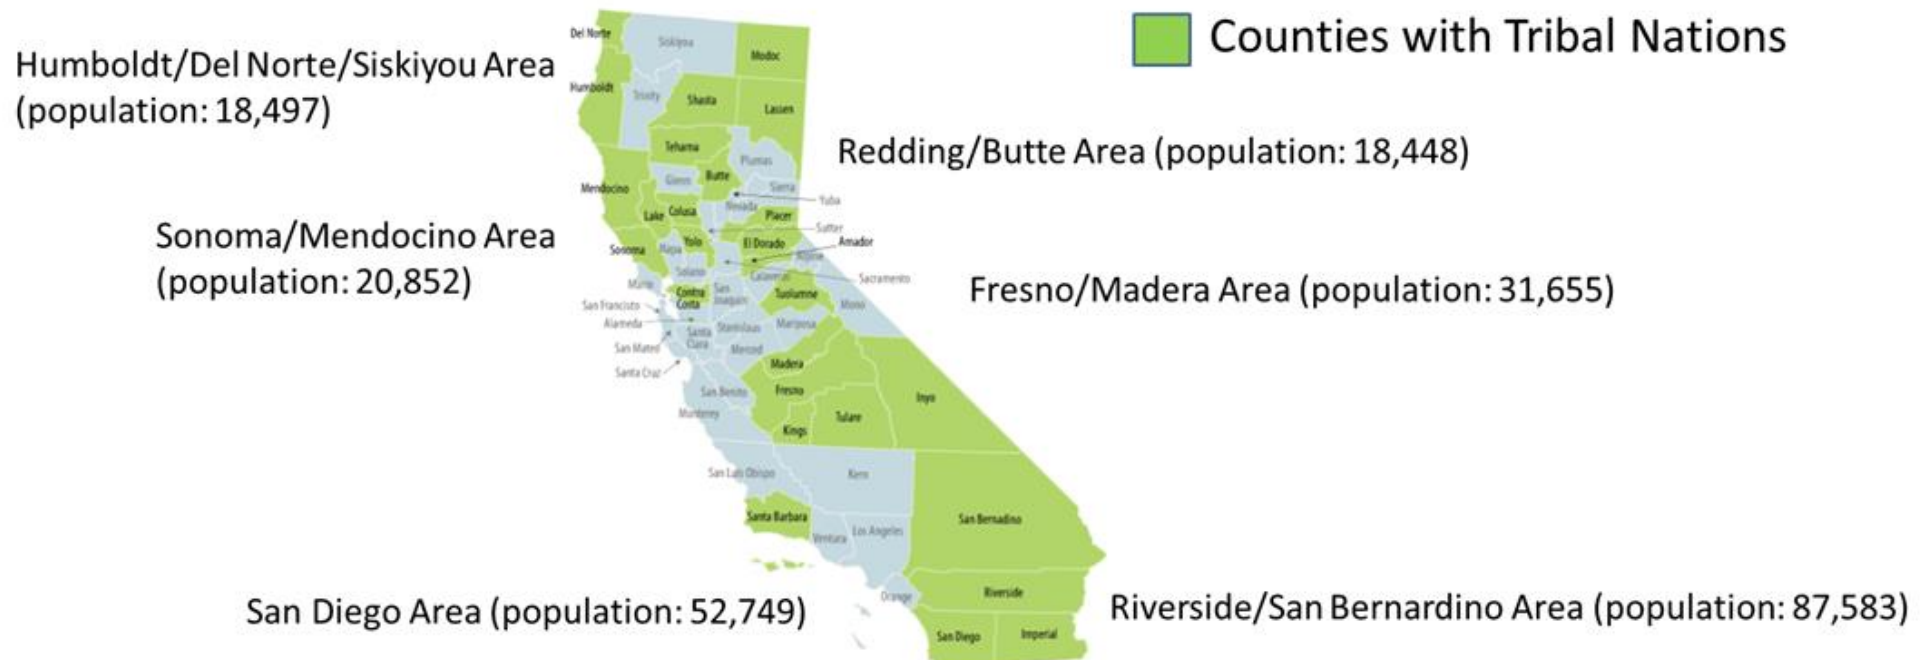 Counties with Tribal Nations
Humboldt/Del Norte/Siskiyou Area
(population: 18,497)
Redding/Butte Area (population: 18,448)
Sonoma/Mendocino Area
(population: 20,852)
Fresno/Madera Area (population: 31,655)
San Diego Area (population: 52,749)
Riverside/San Bernardino Area (population: 87,583)
Del Norte
Siskiyou
Modoc
Humboldt
Trinity
Shasta
Lassen
Tehama
Plumas
Glenn
Butte
Mendocino
Sierra
Yuba
Nevada
Lake
Colusa
Placer
Sutter
Yolo
El Dorado
Amador
Sonoma
Napa
Alpine
Solano
Calaveras
Sacramento
Marin
Contra
Costa
San
Joaquin
Tuolumne
Mono
San Francisco
Alameda
Santa
Clara
Stanislaus
Mariposa
San Mateo
Merced
Madera
Santa Cruz
San Benito
Fresno
Inyo
Monterey
Tulare
Kings
San Luis Obispo
Kern
Santa Barbara
San Bernadino
Ventura
Los Angeles
Orange
Riverside
San Diego
Imperial